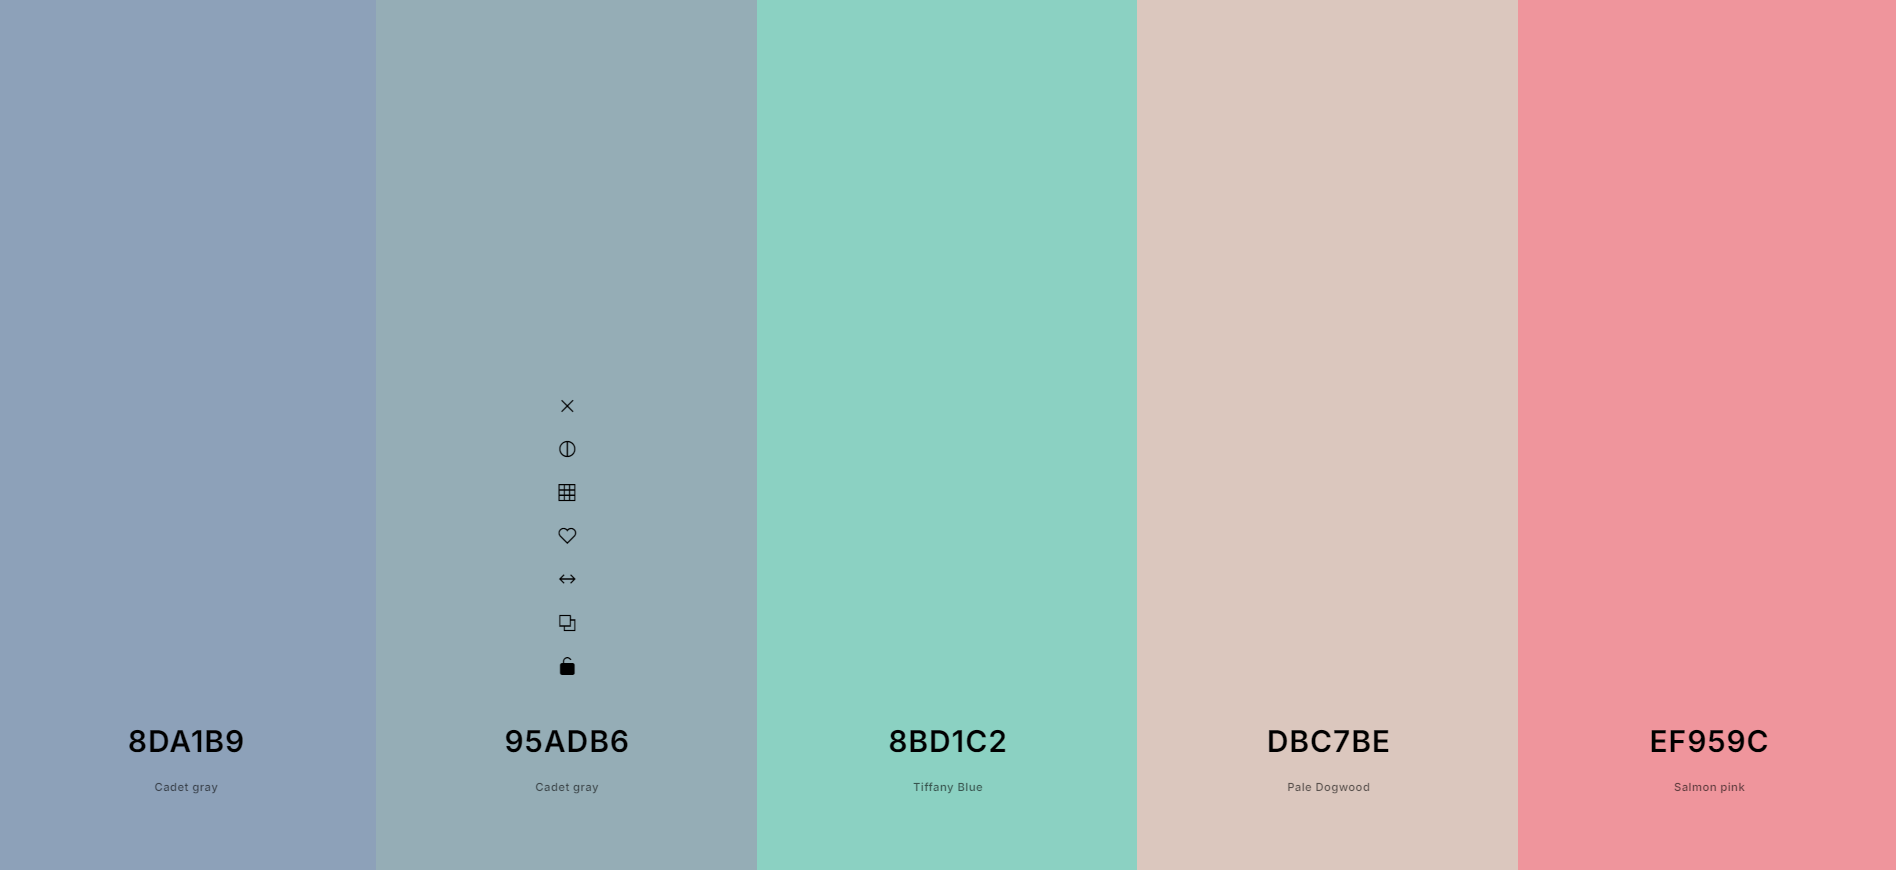 8DA1B9
Cadet gray
95ADB6
Cadet gray
8BD1C2
Tiffany Blue
DBC7BE
Pale Dogwood
EF959C
Salmon pink